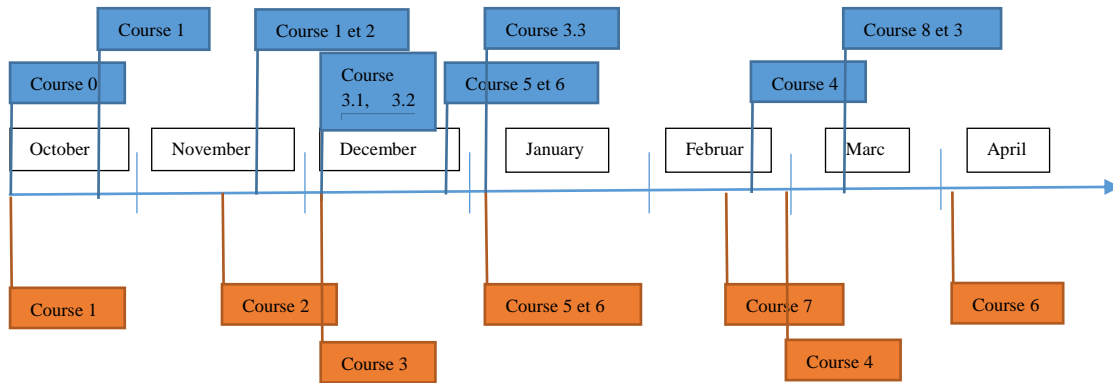 Course 1
Course 1 et 2
Course 3.3
Course 8 et 3
Course 0
Course
3.1, 3.2
Course 5 et 6
Course 4
October
November
December
January
Februar
Marc
April
Course 1
Course 2
Course 5 et 6
Course 7
Course 6
Course 3
Course 4